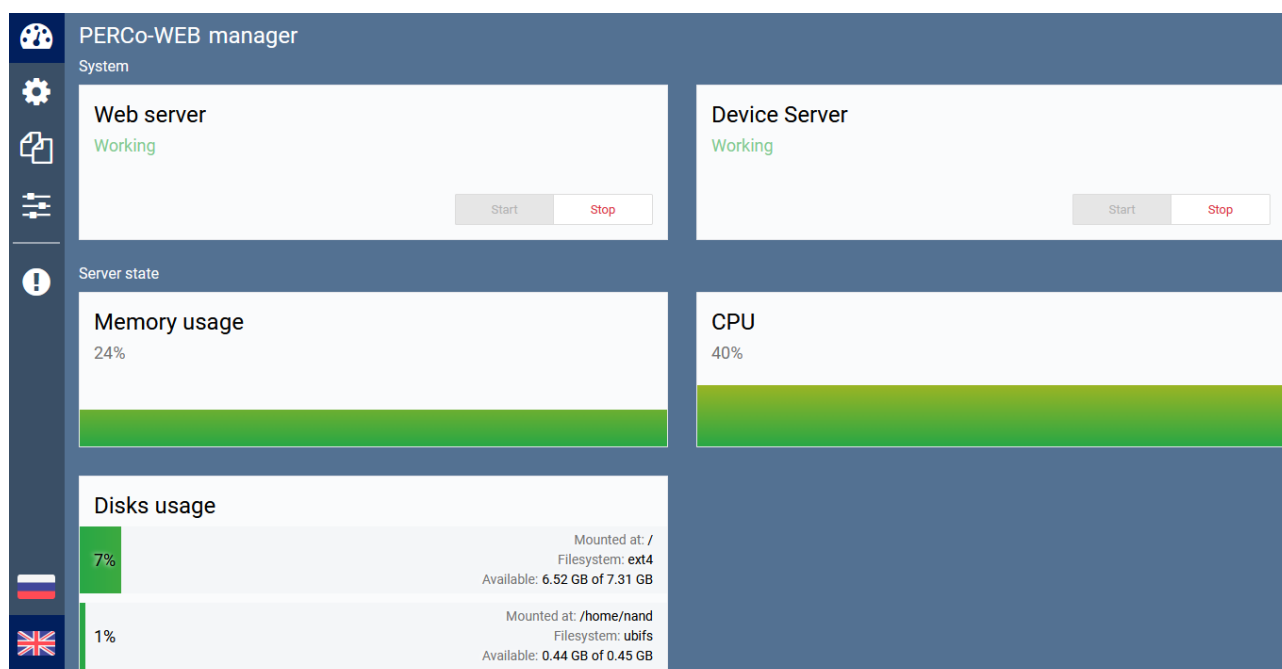 PERCo-WEB manager
System
Web server
Working
Start
Stop
Device Server
Working
Start
Stop
Server state
Memory usage
24%
CPU
40%
Disks usage
7%
Mounted at: /
Filesystem: ext4
Available: 6.52 GB of 7.31 GB
1%
Mounted at: /home/nand
Filesystem: ubifs
Available: 0.44 GB of 0.45 GB